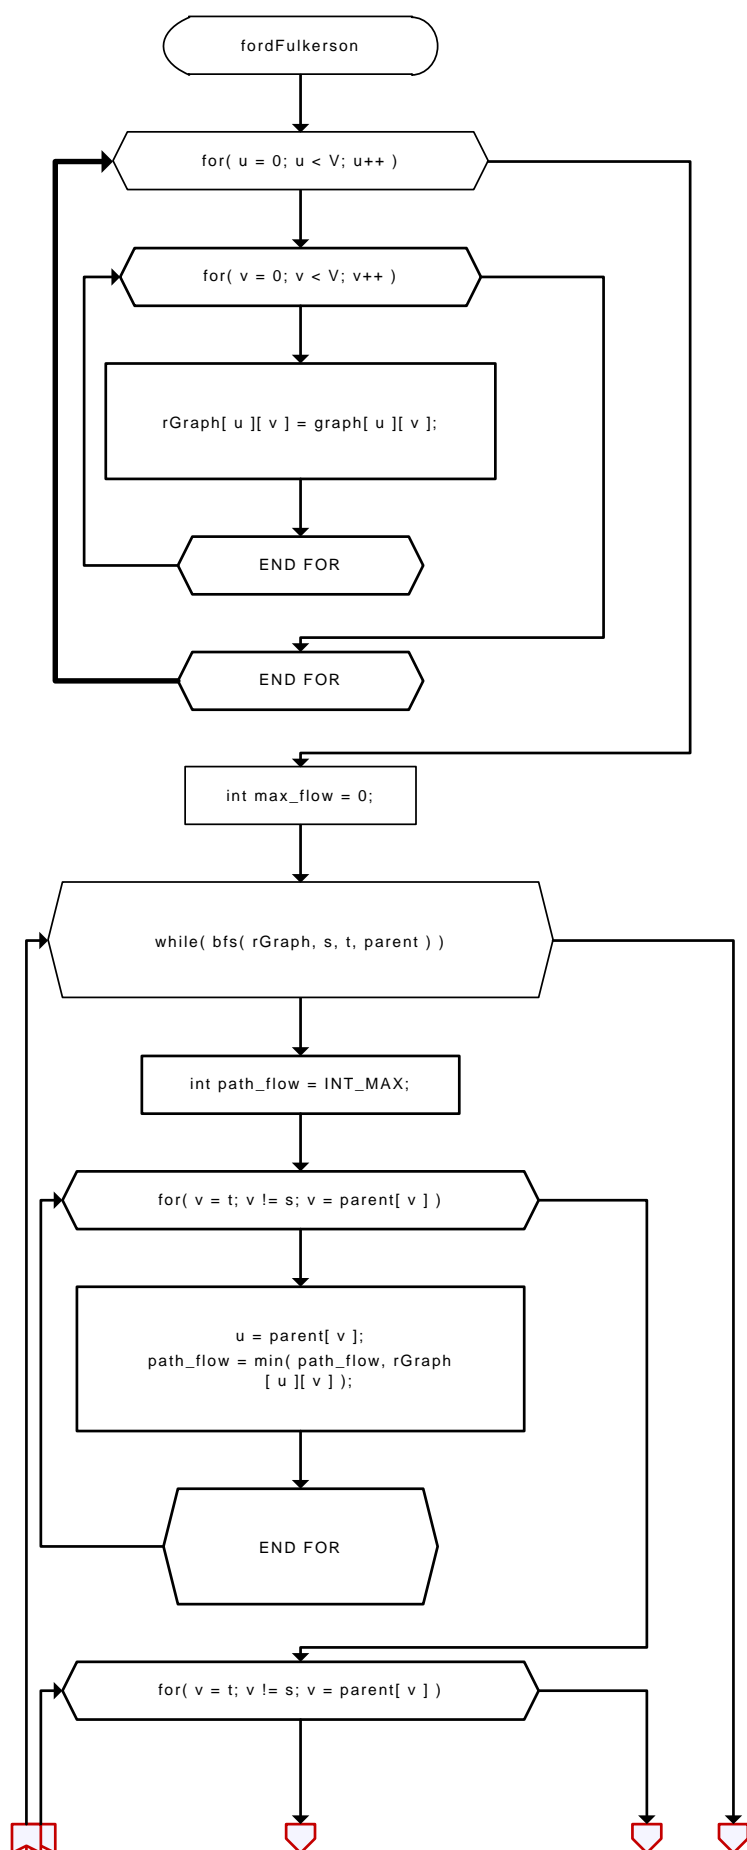 fordFulkerson
for( u = 0; u < V; u++ )
for( v = 0; v < V; v++ )
rGraph[ u ][ v ] = graph[ u ][ v ];
END FOR
END FOR
int max_flow = 0;
while( bfs( rGraph, s, t, parent ) )
int path_flow = INT_MAX;
for( v = t; v != s; v = parent[ v ] )
u = parent[ v ];
path_flow = min( path_flow, rGraph
[ u ][ v ] );
END FOR
for( v = t; v != s; v = parent[ v ] )